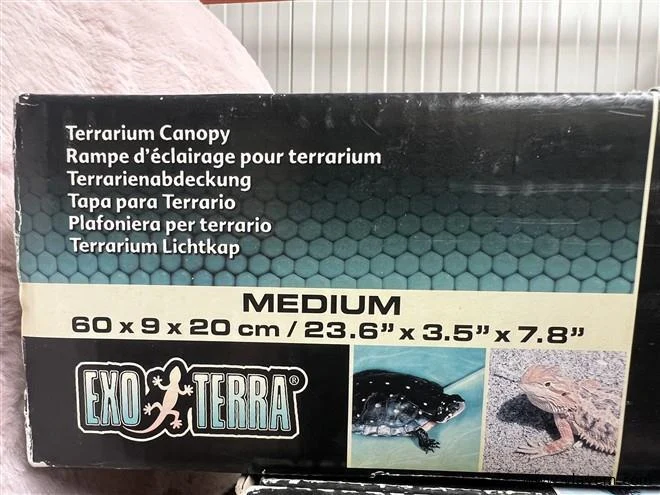 Terrarium Canopy
Rampe d'éclairage pour terrarium
Terrarienabdeckung
Tapa para Terrario
Plafoniera per terrario
Terrarium Lichtkap
MEDIUM
60 x 9 x 20 cm / 23.6” x 3.5” x 7.8”
EXO TERRA®